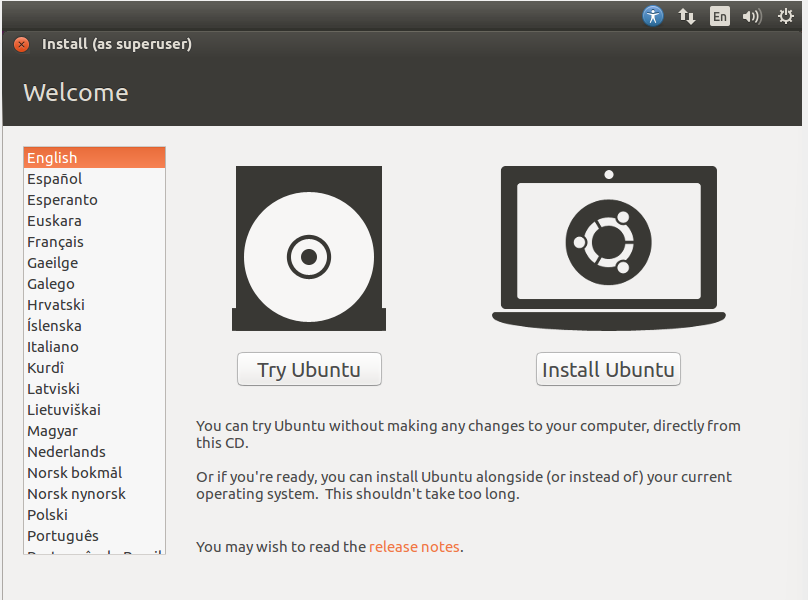 En
Install (as superuser)
Welcome
English
Español
Esperanto
Euskara
Français
Gaeilge
Galego
Hrvatski
Íslenska
Italiano
Kurdî
Latviski
Lietuviškai
Magyar
Nederlands
Norsk bokmål
Norsk nynorsk
Polski
Português
Try Ubuntu
Install Ubuntu
You can try Ubuntu without making any changes to your computer, directly from
this CD.
Or if you're ready, you can install Ubuntu alongside (or instead of) your current
operating system.  This shouldn't take too long.
You may wish to read the release notes.